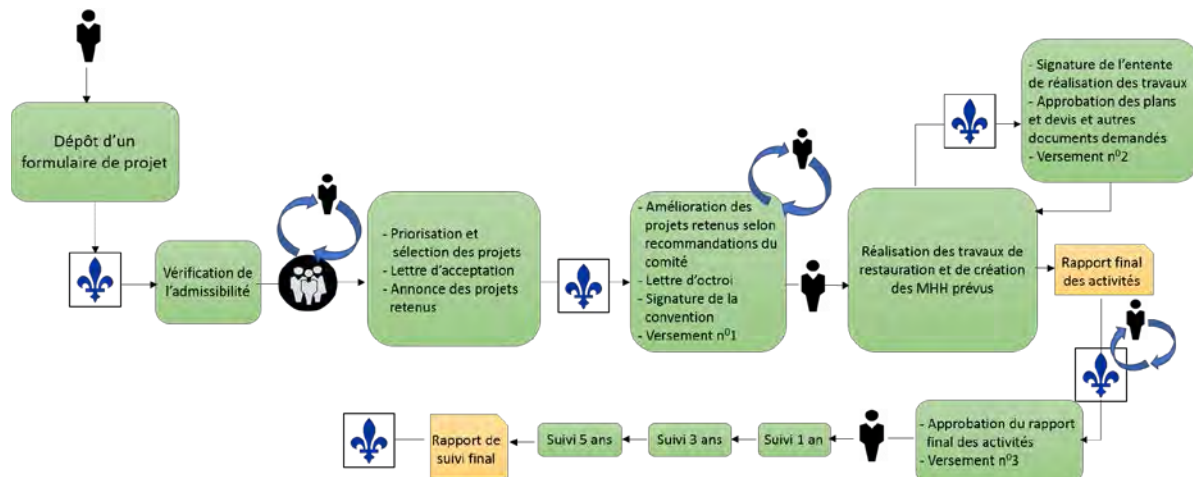 Dépôt d'un
formulaire de projet
Vérification de
l'admissibilité
- Priorisation et
sélection des projets
- Lettre d'acceptation
- Annonce des projets
retenus
- Amélioration des
projets retenus selon
recommandations du
comité
- Lettre d'octroi
- Signature de la
convention
- Versement nº1
Réalisation des travaux de
restauration et de création
des MHH prévus
- Signature de l'entente
de réalisation des travaux
- Approbation des plans
et devis et autres
documents demandés
- Versement nº2
Rapport final
des activités
- Approbation du rapport
final des activités
- Versement nº3
Suivi 1 an
Suivi 3 ans
Suivi 5 ans
Rapport de
suivi final